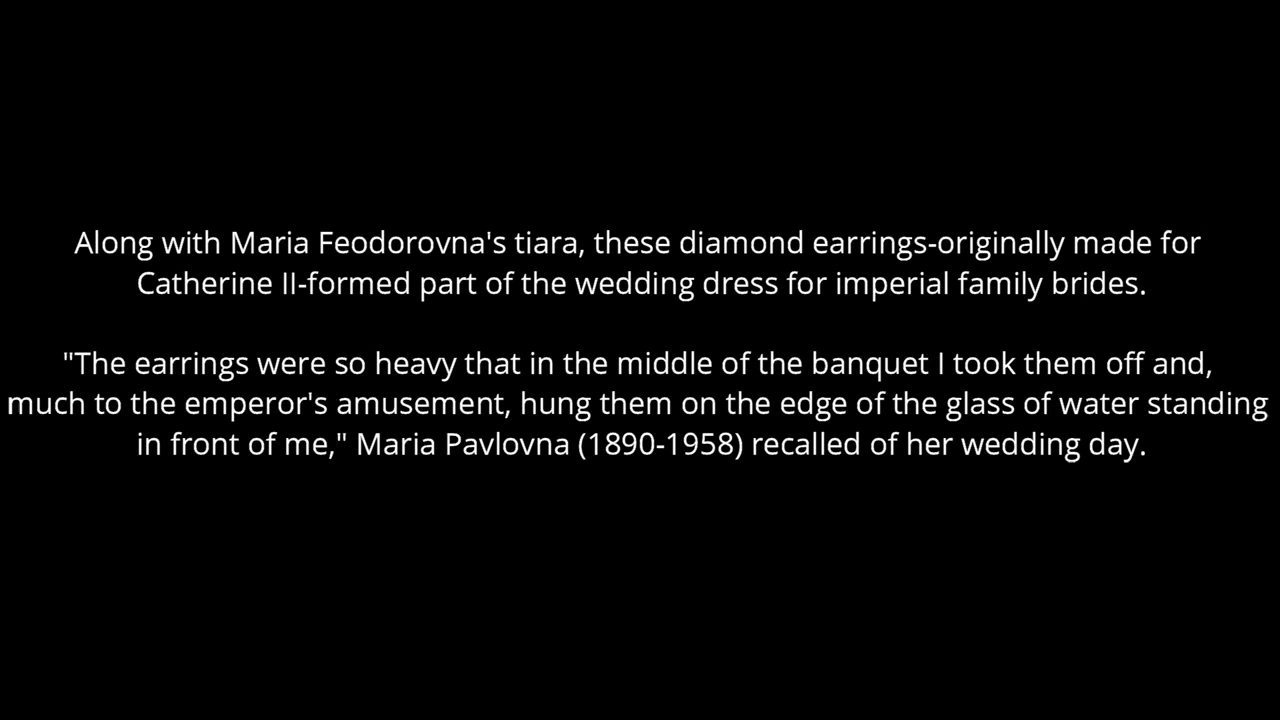 Along with Maria Feodorovna's tiara, these diamond earrings-originally made for
Catherine II-formed part of the wedding dress for imperial family brides.
"The earrings were so heavy that in the middle of the banquet I took them off and,
much to the emperor's amusement, hung them on the edge of the glass of water standing
in front of me," Maria Pavlovna (1890-1958) recalled of her wedding day.